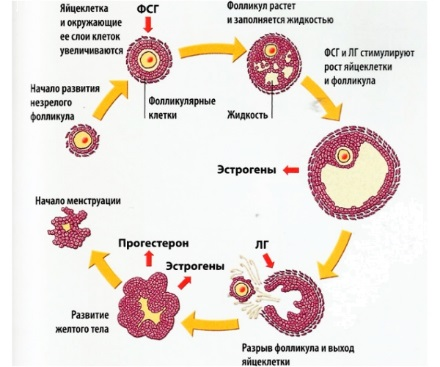 Яйцеклетка
и окружающие
ее слои клеток
увеличиваются
ФСГ
Фолликул растет
и заполняется жидкостью
ФСГ и ЛГ стимулируют
рост яйцеклетки
и фолликула
Начало развития
незрелого
фолликула
Фолликулярные
клетки
Жидкость
Эстрогены
Начало менструации
Прогестерон
Эстрогены
ЛГ
Развитие
желтого тела
Разрыв фолликула и выход
яйцеклетки